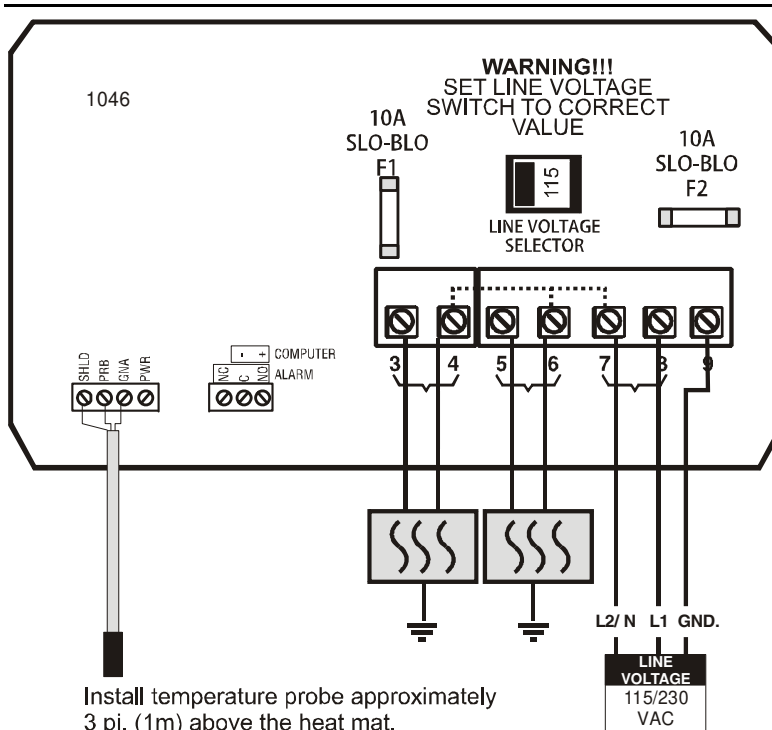 WARNING!!!
SET LINE VOLTAGE
SWITCH TO CORRECT
VALUE
1046
10A
SLO-BLO
F1
115
LINE VOLTAGE
SELECTOR
10A
SLO-BLO
F2
3 4 5 6 7 8 9
SHLD PRB GNA PWR
- + COMPUTER
NC C NO ALARM
L2/ N L1 GND.
LINE
VOLTAGE
115/230
VAC
Install temperature probe approximately
3 pi. (1m) above the heat mat.